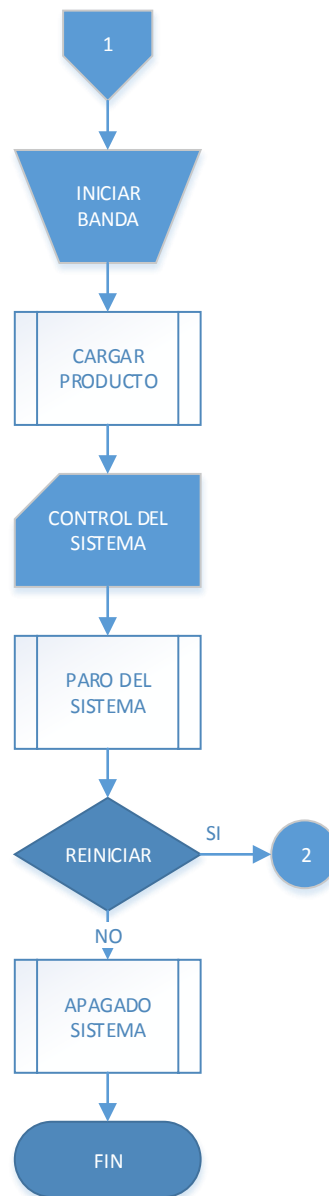 1
INICIAR
BANDA
CARGAR
PRODUCTO
CONTROL DEL
SISTEMA
PARO DEL
SISTEMA
REINICIAR
SI
2
NO
APAGADO
SISTEMA
FIN